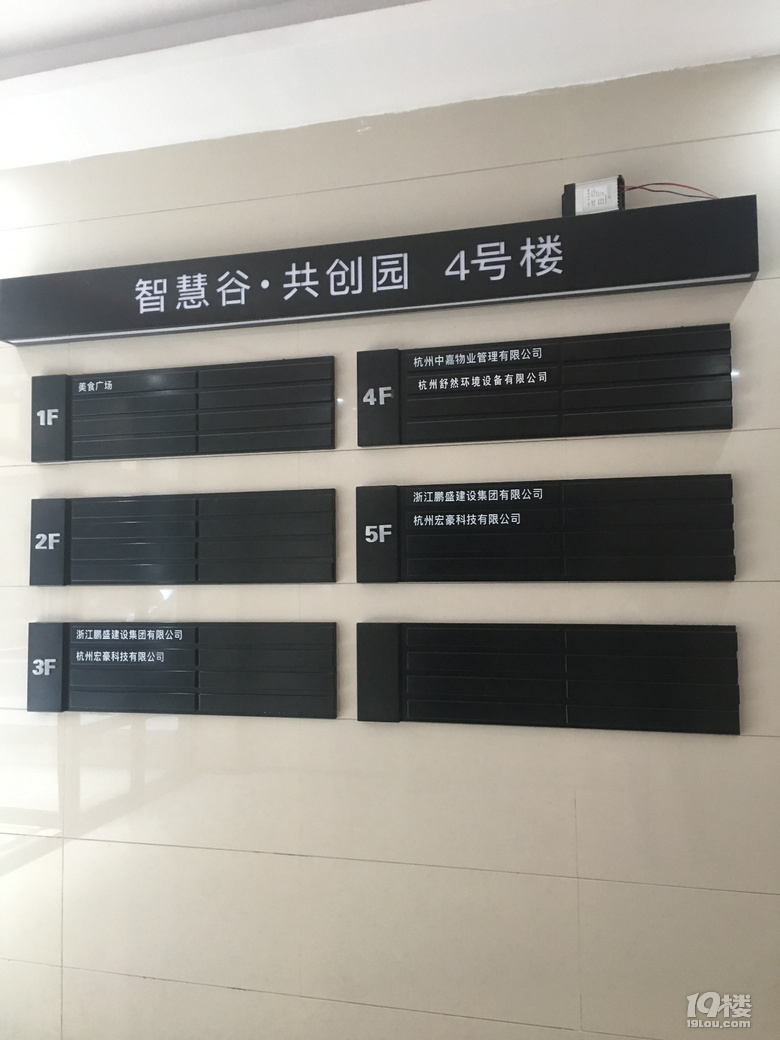 智慧谷·共创园 4号楼
1F
美食广场
2F
3F
浙江鹏盛建设集团有限公司
杭州宏豪科技有限公司
4F
杭州中嘉物业管理有限公司
杭州舒然环境设备有限公司
5F
浙江鹏盛建设集团有限公司
杭州宏豪科技有限公司
19楼
19lou.com